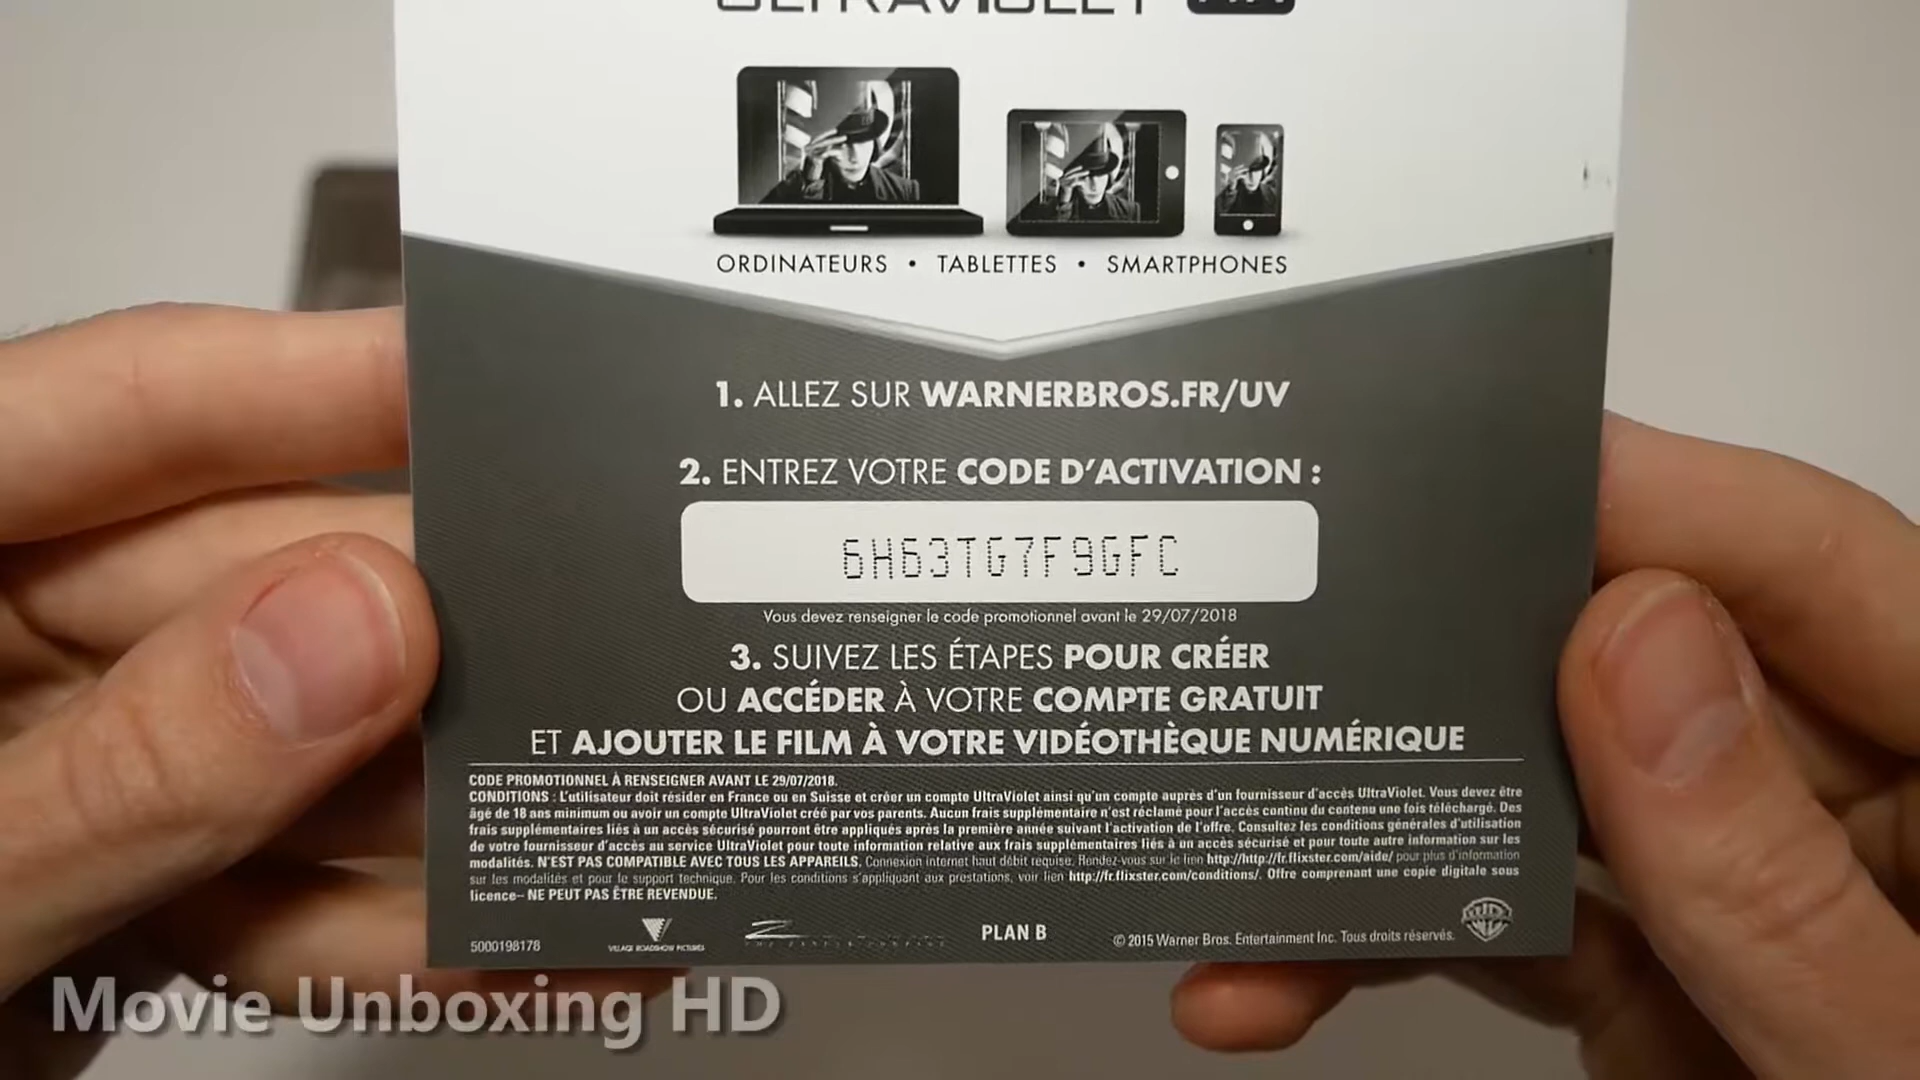 ULTRAVIOLET
ORDINATEURS • TABLETTES • SMARTPHONES
1. ALLEZ SUR WARNERBROS.FR/UV
2. ENTREZ VOTRE CODE D'ACTIVATION :
6H63TG7F9GFC
Vous devez renseigner le code promotionnel avant le 29/07/2018
3. SUIVEZ LES ÉTAPES POUR CRÉER
OU ACCÉDER À VOTRE COMPTE GRATUIT
ET AJOUTER LE FILM À VOTRE VIDÉOTHÈQUE NUMÉRIQUE
CODE PROMOTIONNEL À RENSEIGNER AVANT LE 29/07/2018.
CONDITIONS : L'utilisateur doit résider en France ou en Suisse et créer un compte UltraViolet ainsi qu'un compte auprès d'un fournisseur d'accès UltraViolet. Vous devez être
âgé de 18 ans minimum ou avoir un compte UltraViolet créé par vos parents. Aucun frais supplémentaire n'est réclamé pour l'accès continu du contenu une fois téléchargé. Des
frais supplémentaires liés à un accès sécurisé pourront être appliqués après la première année suivant l'activation de l'offre. Consultez les conditions générales d'utilisation
de votre fournisseur d'accès au service UltraViolet pour toute information relative aux frais supplémentaires liés à un accès sécurisé et pour toute autre information sur les
modalités. N'EST PAS COMPATIBLE AVEC TOUS LES APPAREILS. Connexion internet haut débit requise. Rendez-vous sur le lien http://http://fr.flixster.com/aide/ pour plus d'information
sur les modalités et pour le support technique. Pour les conditions s'appliquant aux prestations, voir lien http://fr.flixster.com/conditions/. Offre comprenant une copie digitale sous
licence– NE PEUT PAS ÊTRE REVENDUE.
5000198178
VILLAGE ROADSHOW PICTURES
PLAN B
© 2015 Warner Bros. Entertainment Inc. Tous droits réservés.
Movie Unboxing HD